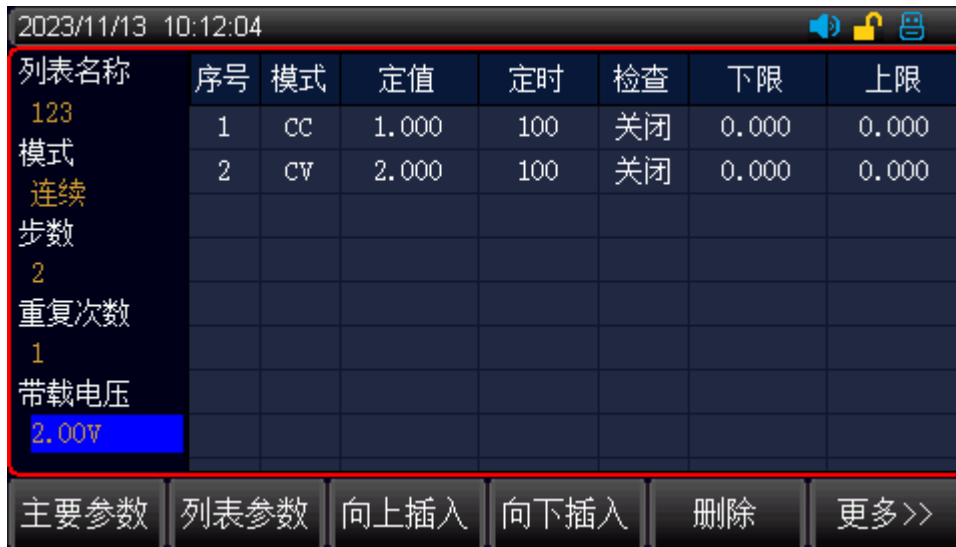 2023/11/13 10:12:04
列表名称
123
模式
连续
步数
2
重复次数
1
带载电压
2.00V
序号 模式 定值 定时 检查 下限 上限
1 CC 1.000 100 关闭 0.000 0.000
2 CV 2.000 100 关闭 0.000 0.000
主要参数 列表参数 向上插入 向下插入 删除 更多>>